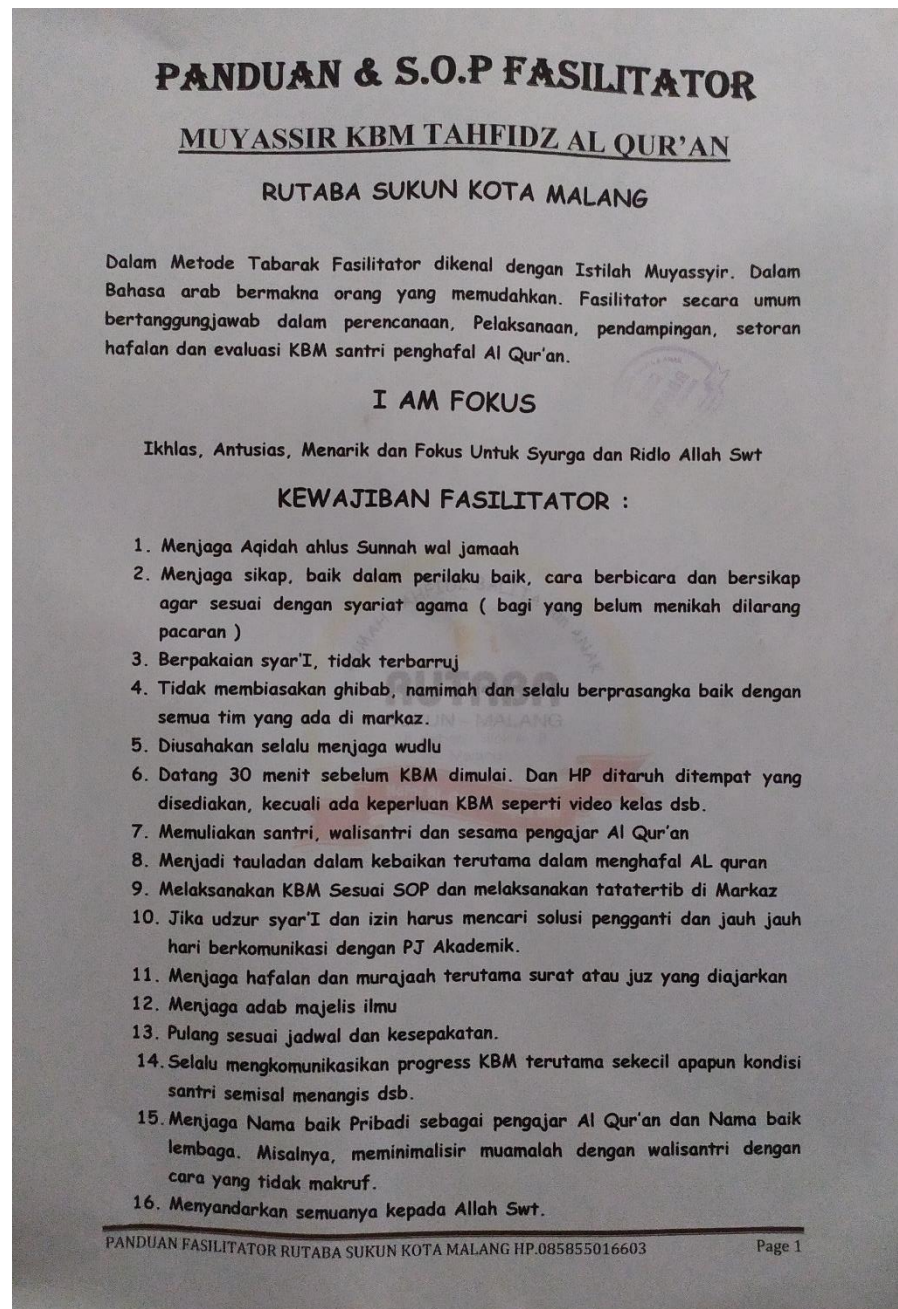 PANDUAN & S.O.P FASILITATOR
MUYASSIR KBM TAHFIDZ AL QUR'AN
RUTABA SUKUN KOTA MALANG
Dalam Metode Tabarak Fasilitator dikenal dengan Istilah Muyassyir. Dalam
Bahasa arab bermakna orang yang memudahkan. Fasilitator secara umum
bertanggungjawab dalam perencanaan, Pelaksanaan, pendampingan, setoran
hafalan dan evaluasi KBM santri penghafal Al Qur'an.
I AM FOKUS
Ikhlas, Antusias, Menarik dan Fokus Untuk Syurga dan Ridlo Allah Swt
KEWAJIBAN FASILITATOR :
1. Menjaga Aqidah ahlus Sunnah wal jamaah
2. Menjaga sikap, baik dalam perilaku baik, cara berbicara dan bersikap
agar sesuai dengan syariat agama ( bagi yang belum menikah dilarang
pacaran )
3. Berpakaian syar'I, tidak terbarruj
4. Tidak membiasakan ghibab, namimah dan selalu berprasangka baik dengan
semua tim yang ada di markaz.
5. Diusahakan selalu menjaga wudlu
6. Datang 30 menit sebelum KBM dimulai. Dan HP ditaruh ditempat yang
disediakan, kecuali ada keperluan KBM seperti video kelas dsb.
7. Memuliakan santri, walisantri dan sesama pengajar Al Qur'an
8. Menjadi tauladan dalam kebaikan terutama dalam menghafal AL quran
9. Melaksanakan KBM Sesuai SOP dan melaksanakan tatatertib di Markaz
10. Jika udzur syar'I dan izin harus mencari solusi pengganti dan jauh jauh
hari berkomunikasi dengan PJ Akademik.
11. Menjaga hafalan dan murajaah terutama surat atau juz yang diajarkan
12. Menjaga adab majelis ilmu
13. Pulang sesuai jadwal dan kesepakatan.
14. Selalu mengkomunikasikan progress KBM terutama sekecil apapun kondisi
santri semisal menangis dsb.
15. Menjaga Nama baik Pribadi sebagai pengajar Al Qur'an dan Nama baik
lembaga. Misalnya, meminimalisir muamalah dengan walisantri dengan
cara yang tidak makruf.
16. Menyandarkan semuanya kepada Allah Swt.
PANDUAN FASILITATOR RUTABA SUKUN KOTA MALANG HP.085855016603 Page 1